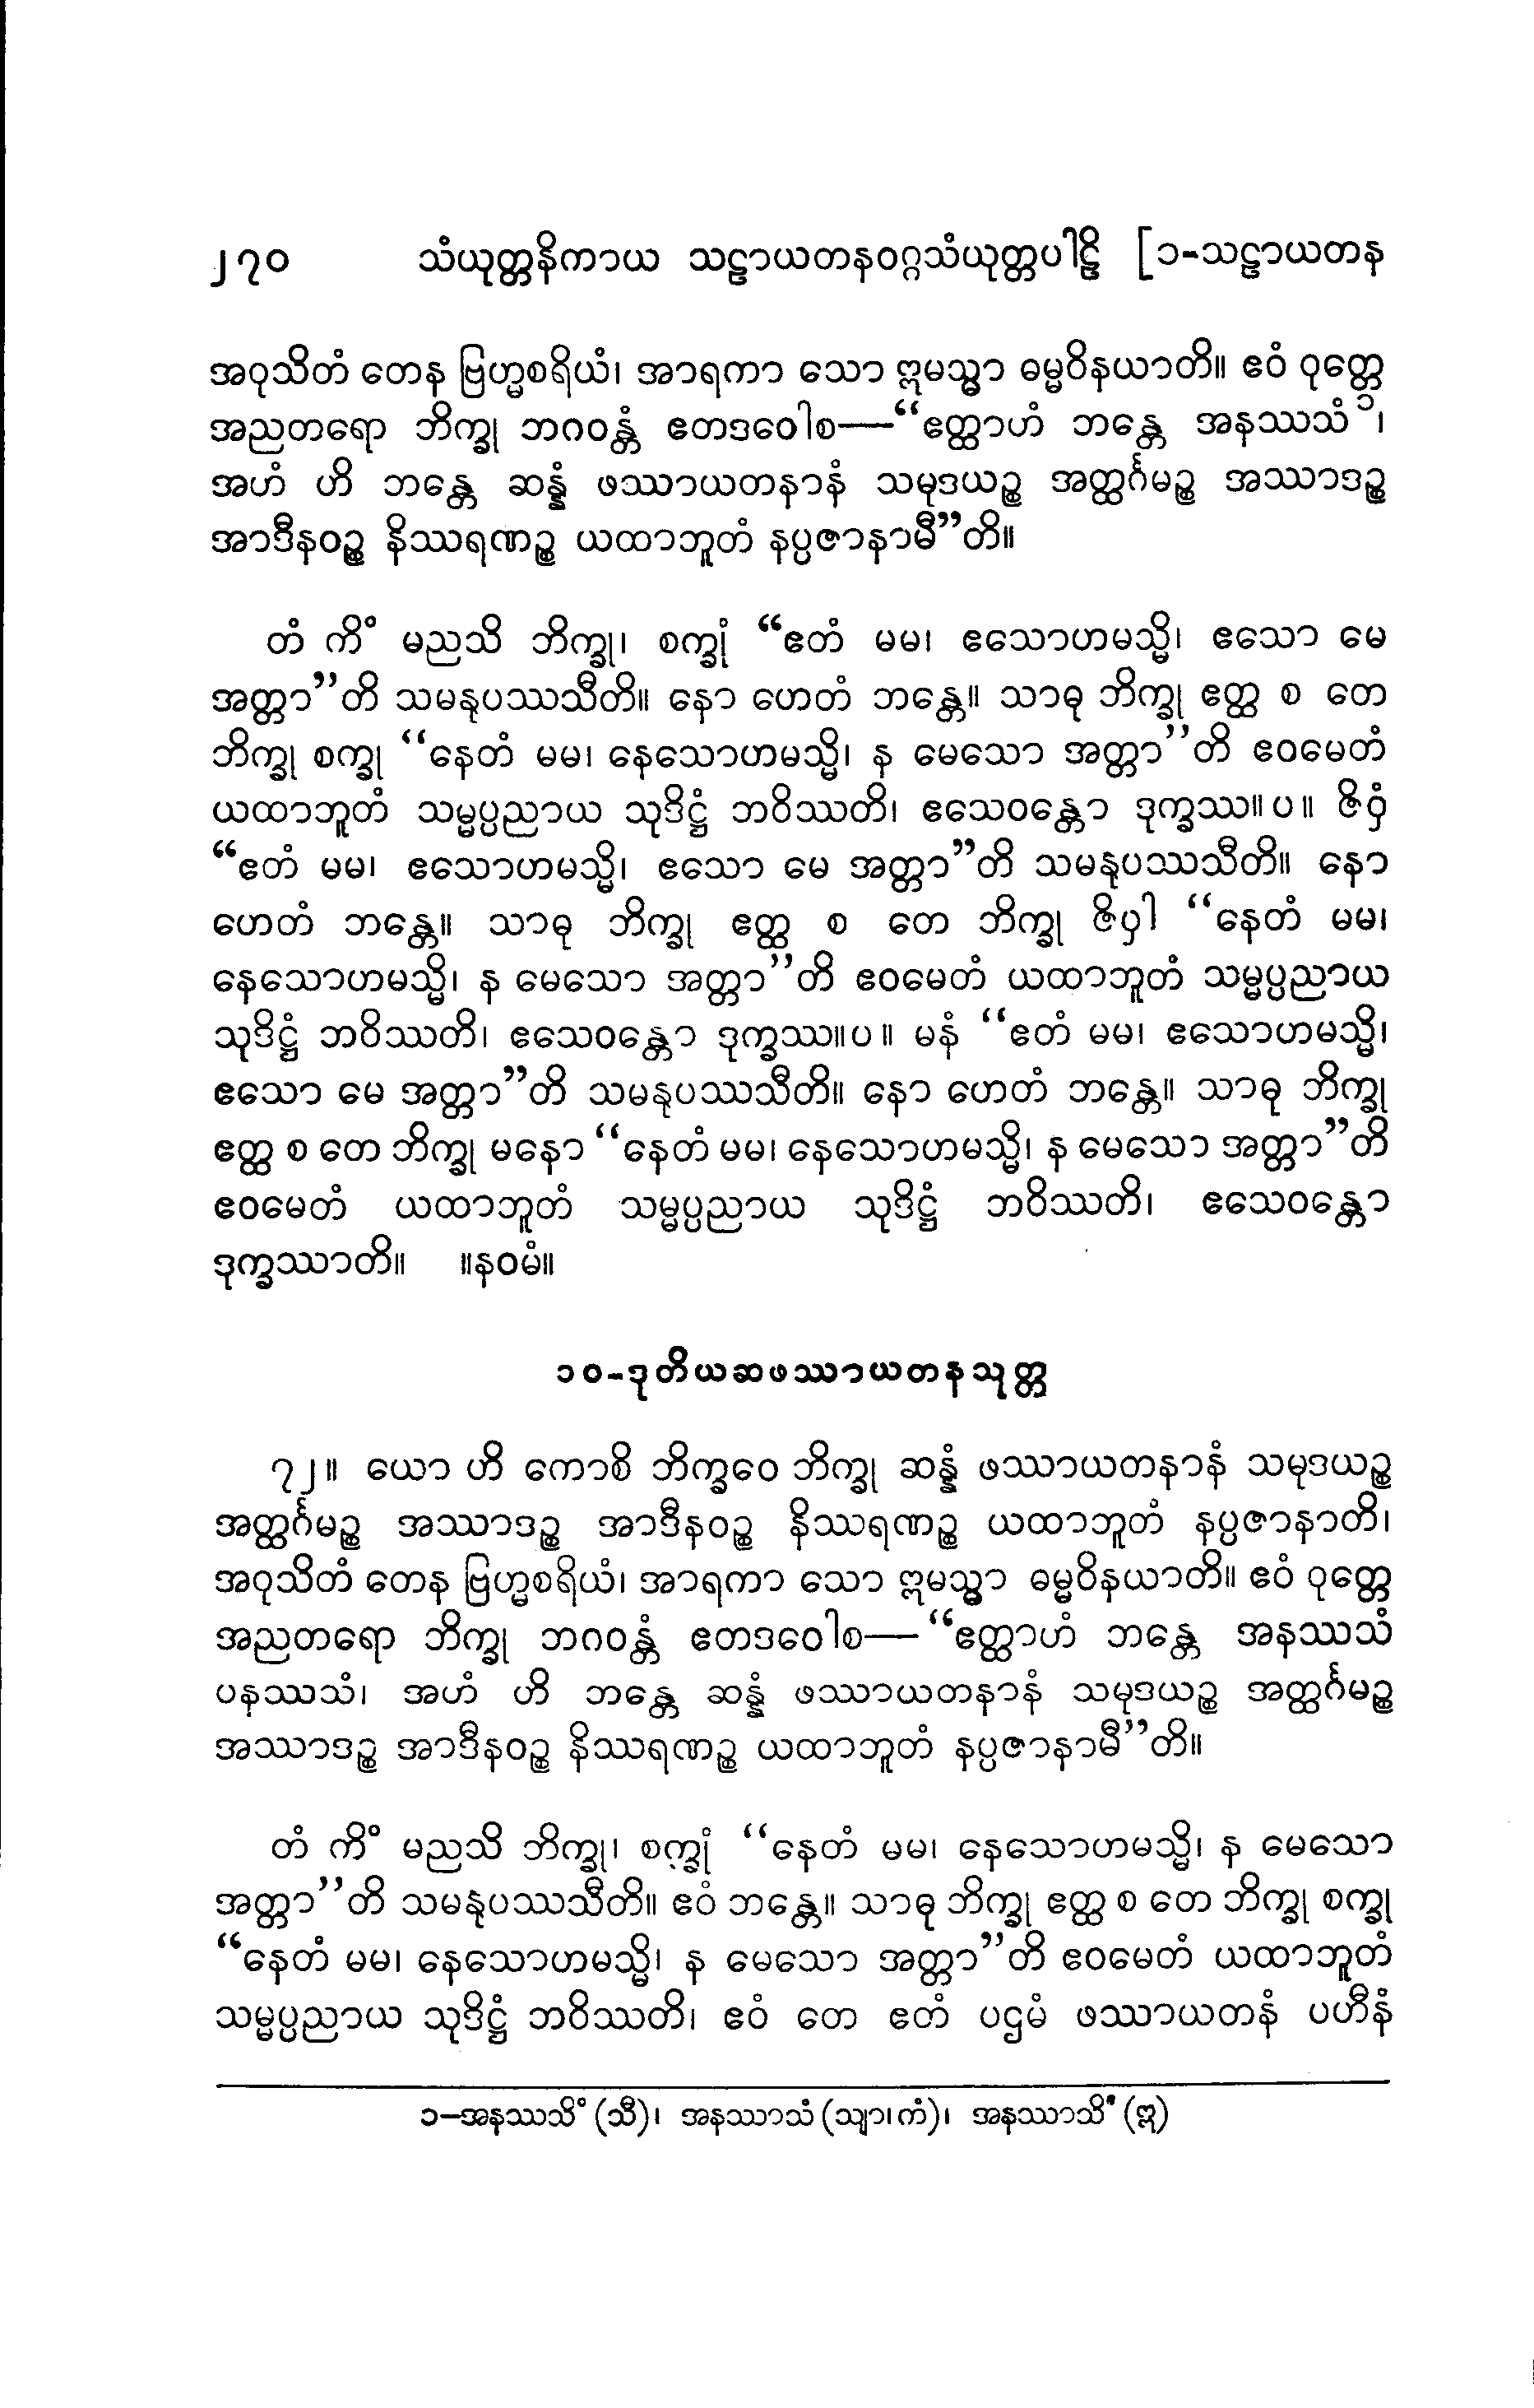 ၂၇၀ သံယုတ္တနိကာယ သဠာယတနဝဂ္ဂသံယုတ္တပါဠိ [၁-သဠာယတန
အဝုသိတံ တေန ဗြဟ္မစရိယံ၊ အာရကာ သော ဣမသ္မာ ဓမ္မဝိနယာတိ။ ဧဝံ ဝုတ္တေ
အညတရော ဘိက္ခု ဘဂဝန္တံ ဧတဒဝေါစ—“ဧတ္ထာဟံ ဘန္တေ အနဿသံ ၁၊
အဟံ ဟိ ဘန္တေ ဆန္နံ ဖဿာယတနာနံ သမုဒယဉ္စ အတ္ထင်္ဂမဉ္စ အဿာဒဉ္စ
အာဒီနဝဉ္စ နိဿရဏဉ္စ ယထာဘူတံ နပ္ပဇာနာမီ”တိ။
တံ ကိံ မညသိ ဘိက္ခု၊ စက္ခုံ “ဧတံ မမ၊ ဧသောဟမသ္မိ၊ ဧသော မေ
အတ္တာ”တိ သမနုပဿသီတိ။ နော ဟေတံ ဘန္တေ။ သာဓု ဘိက္ခု ဧတ္ထ စ တေ
ဘိက္ခု စက္ခု “နေတံ မမ၊ နေသောဟမသ္မိ၊ န မေသော အတ္တာ”တိ ဧဝမေတံ
ယထာဘူတံ သမ္မပ္ပညာယ သုဒိဋ္ဌံ ဘဝိဿတိ၊ ဧသေဝန္တော ဒုက္ခဿ။ပ။ ဇိဝှံ
“ဧတံ မမ၊ ဧသောဟမသ္မိ၊ ဧသော မေ အတ္တာ”တိ သမနုပဿသီတိ။ နော
ဟေတံ ဘန္တေ။ သာဓု ဘိက္ခု ဧတ္ထ စ တေ ဘိက္ခု ဇိဝှါ “နေတံ မမ၊
နေသောဟမသ္မိ၊ န မေသော အတ္တာ”တိ ဧဝမေတံ ယထာဘူတံ သမ္မပ္ပညာယ
သုဒိဋ္ဌံ ဘဝိဿတိ၊ ဧသေဝန္တော ဒုက္ခဿ။ပ။ မနံ “ဧတံ မမ၊ ဧသောဟမသ္မိ၊
ဧသော မေ အတ္တာ”တိ သမနုပဿသီတိ။ နော ဟေတံ ဘန္တေ။ သာဓု ဘိက္ခု
ဧတ္ထ စ တေ ဘိက္ခု မနော “နေတံ မမ၊ နေသောဟမသ္မိ၊ န မေသော အတ္တာ”တိ
ဧဝမေတံ ယထာဘူတံ သမ္မပ္ပညာယ သုဒိဋ္ဌံ ဘဝိဿတိ၊ ဧသေဝန္တော
ဒုက္ခဿာတိ။ ။နဝမံ။
၁၀-ဒုတိယဆဖဿာယတနသုတ္တ
၇၂။ ယော ဟိ ကောစိ ဘိက္ခဝေ ဘိက္ခု ဆန္နံ ဖဿာယတနာနံ သမုဒယဉ္စ
အတ္ထင်္ဂမဉ္စ အဿာဒဉ္စ အာဒီနဝဉ္စ နိဿရဏဉ္စ ယထာဘူတံ နပ္ပဇာနာတိ၊
အဝုသိတံ တေန ဗြဟ္မစရိယံ၊ အာရကာ သော ဣမသ္မာ ဓမ္မဝိနယာတိ။ ဧဝံ ဝုတ္တေ
အညတရော ဘိက္ခု ဘဂဝန္တံ ဧတဒဝေါစ—“ဧတ္ထာဟံ ဘန္တေ အနဿသံ
ပနဿသံ၊ အဟံ ဟိ ဘန္တေ ဆန္နံ ဖဿာယတနာနံ သမုဒယဉ္စ အတ္ထင်္ဂမဉ္စ
အဿာဒဉ္စ အာဒီနဝဉ္စ နိဿရဏဉ္စ ယထာဘူတံ နပ္ပဇာနာမီ”တိ။
တံ ကိံ မညသိ ဘိက္ခု၊ စက္ခုံ “နေတံ မမ၊ နေသောဟမသ္မိ၊ န မေသော
အတ္တာ”တိ သမနုပဿသီတိ။ ဧဝံ ဘန္တေ။ သာဓု ဘိက္ခု ဧတ္ထ စ တေ ဘိက္ခု စက္ခု
“နေတံ မမ၊ နေသောဟမသ္မိ၊ န မေသော အတ္တာ”တိ ဧဝမေတံ ယထာဘူတံ
သမ္မပ္ပညာယ သုဒိဋ္ဌံ ဘဝိဿတိ၊ ဧဝံ တေ ဧတံ ပဌမံ ဖဿာယတနံ ပဟီနံ
၁–အနဿသိံ (သီ)၊ အနဿာသံ (သျာ၊ကံ)၊ အနဿာသိံ (ဣ)